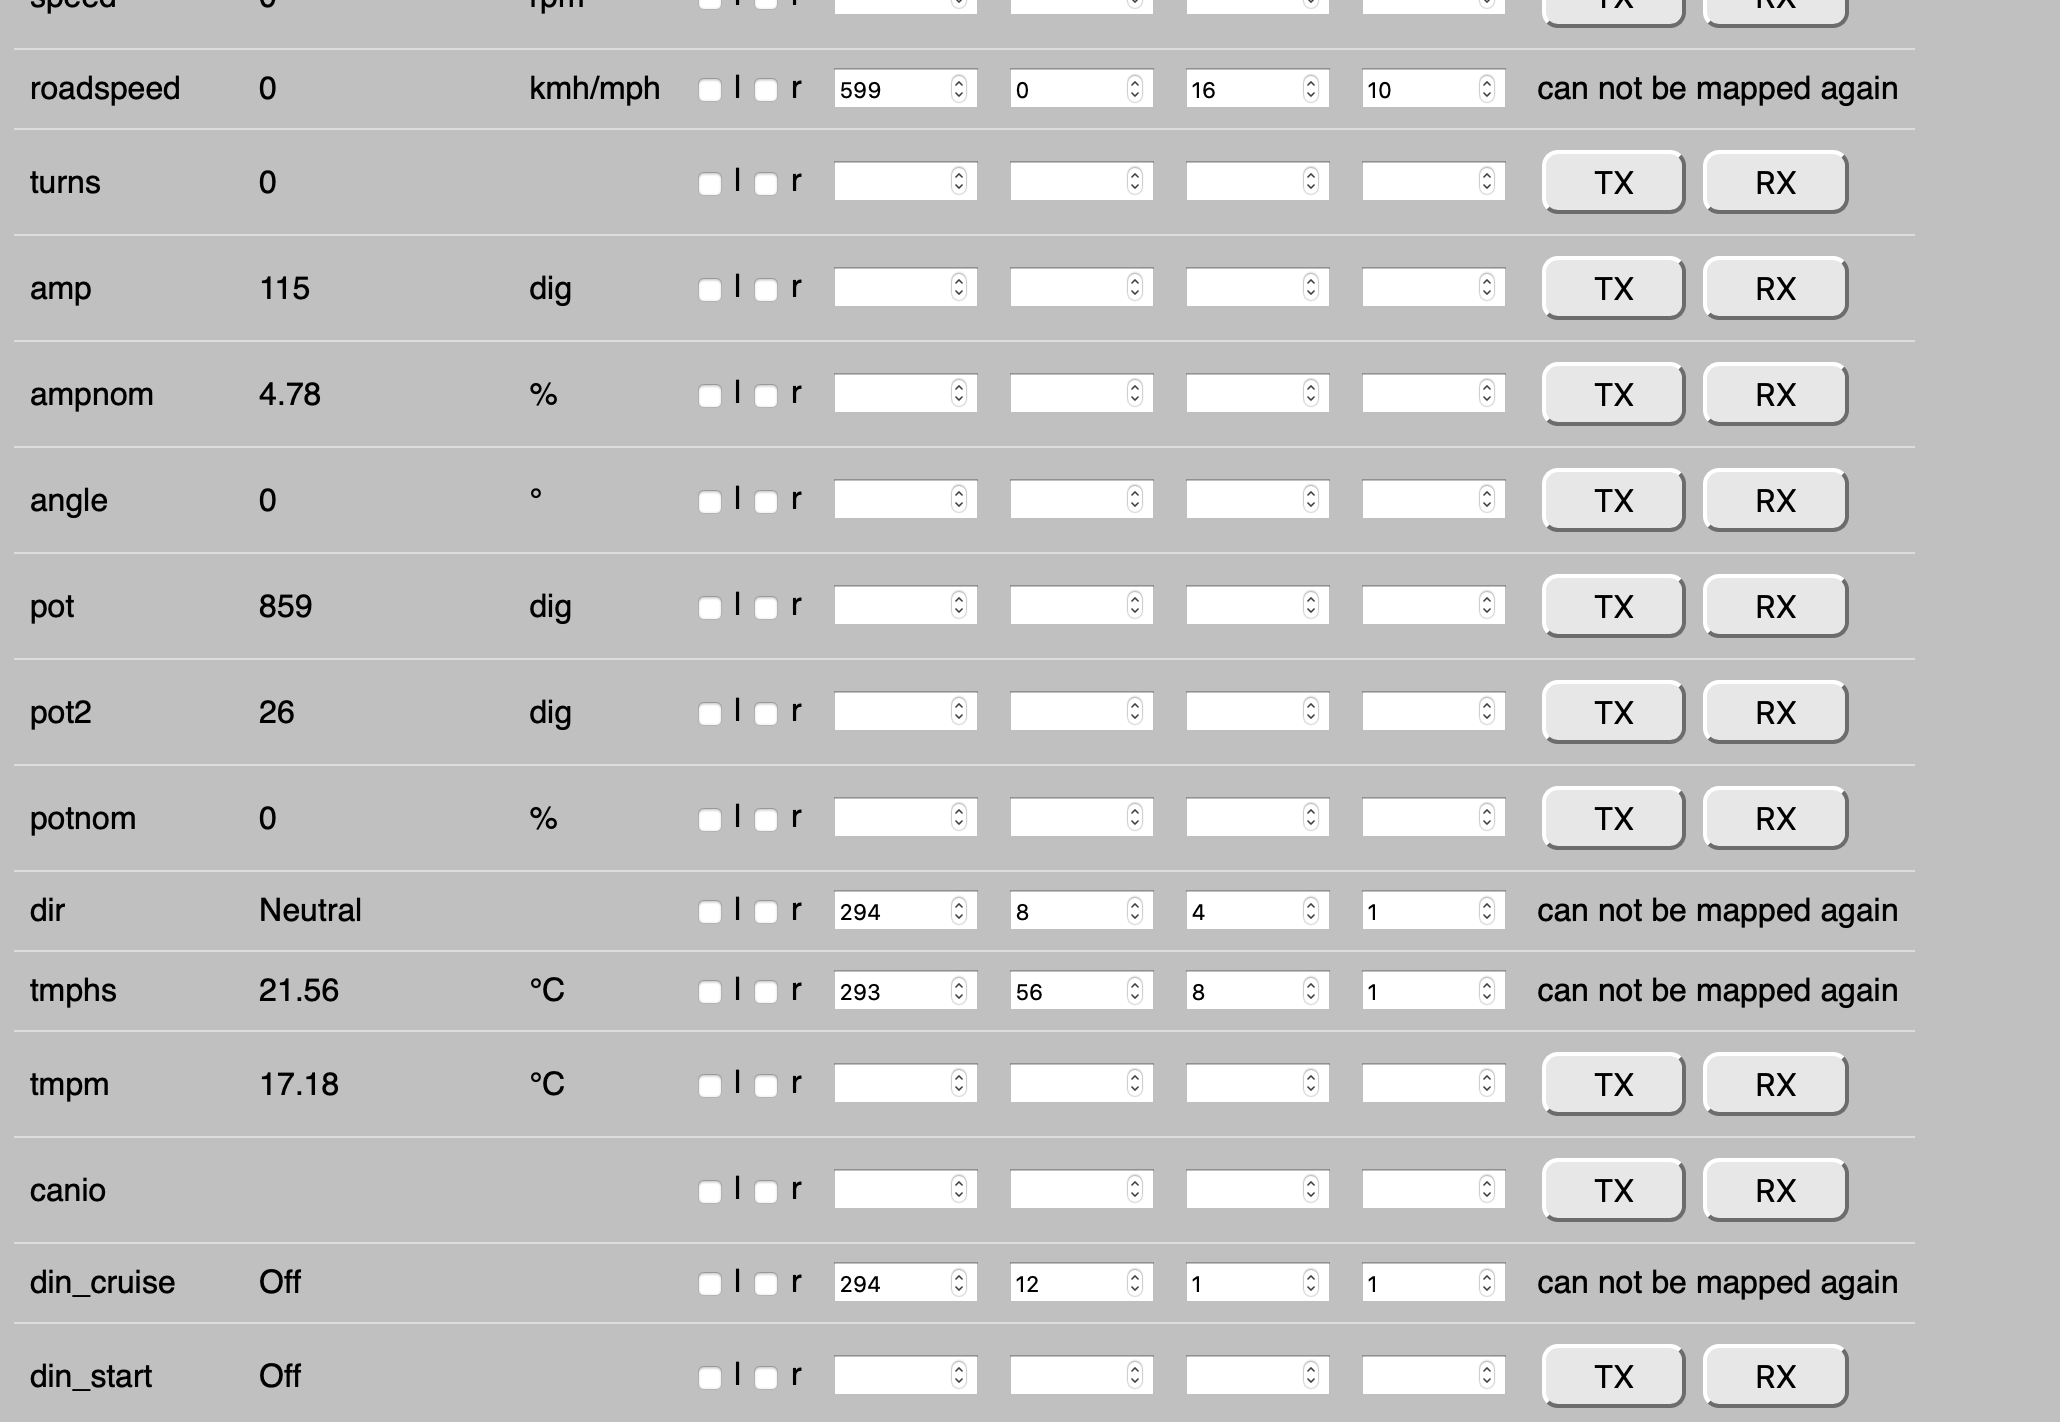 speed 0 rpm l r TX RX
roadspeed 0 kmh/mph l r 599 0 16 10 can not be mapped again
turns 0 l r TX RX
amp 115 dig l r TX RX
ampnom 4.78 % l r TX RX
angle 0 ° l r TX RX
pot 859 dig l r TX RX
pot2 26 dig l r TX RX
potnom 0 % l r TX RX
dir Neutral l r 294 8 4 1 can not be mapped again
tmphs 21.56 °C l r 293 56 8 1 can not be mapped again
tmpm 17.18 °C l r TX RX
canio l r TX RX
din_cruise Off l r 294 12 1 1 can not be mapped again
din_start Off l r TX RX